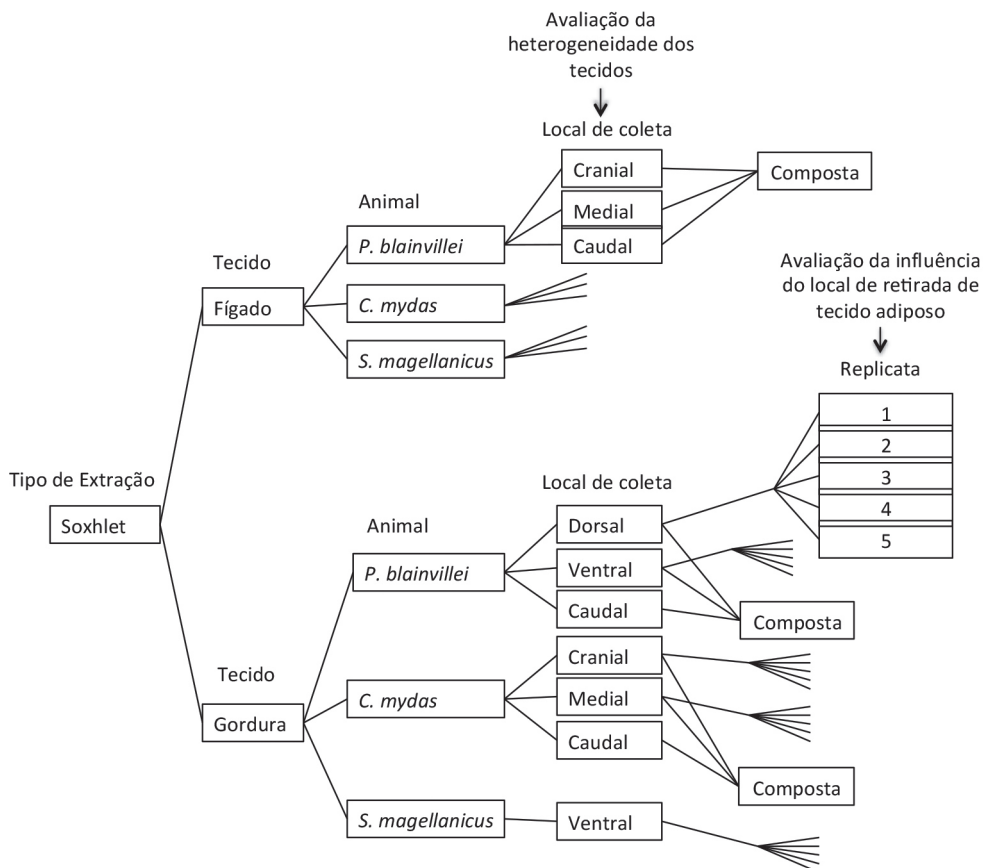 Avaliação da
heterogeneidade dos
tecidos
Local de coleta
Cranial
Medial
Caudal
Composta
Animal
P. blainvillei
C. mydas
S. magellanicus
Tecido
Fígado
Avaliação da influência
do local de retirada de
tecido adiposo
Replicata
1
2
3
4
5
Tipo de Extração
Soxhlet
Local de coleta
Dorsal
Ventral
Caudal
Composta
Animal
P. blainvillei
Cranial
Medial
Caudal
Composta
Tecido
Gordura
C. mydas
S. magellanicus
Ventral